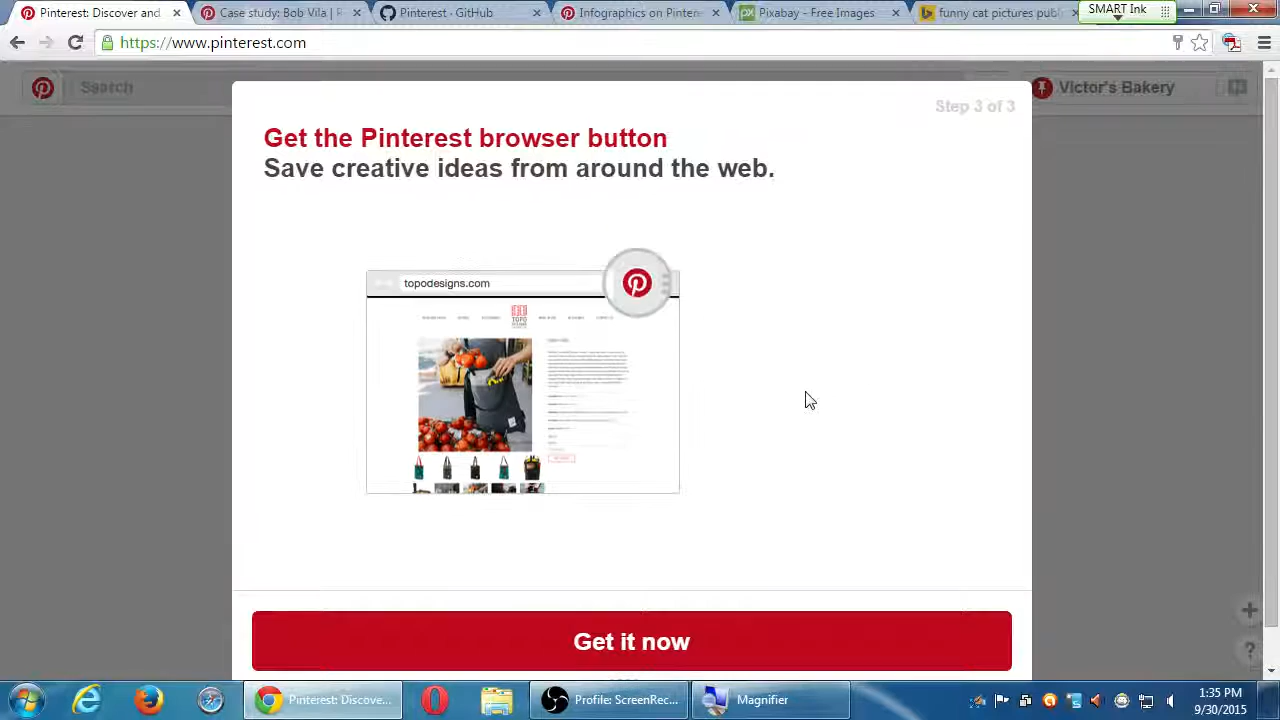 Pinterest: Discover and
Case study: Bob Vila | P
Pinterest · GitHub
Infographics on Pinteres
Pixabay - Free Images
funny cat pictures publ
SMART Ink
https://www.pinterest.com
Search
Victor's Bakery
Step 3 of 3
Get the Pinterest browser button
Save creative ideas from around the web.
topodesigns.com
TOPO
Get it now
Pinterest: Discove...
Profile: ScreenRec...
Magnifier
1:35 PM
9/30/2015